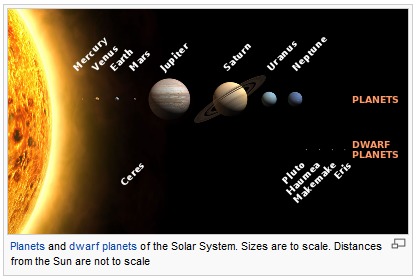 Mercury
Venus
Earth
Mars
Jupiter
Saturn
Uranus
Neptune
PLANETS
Ceres
Pluto
Haumea
Makemake
Eris
DWARF
PLANETS
Planets and dwarf planets of the Solar System. Sizes are to scale. Distances
from the Sun are not to scale